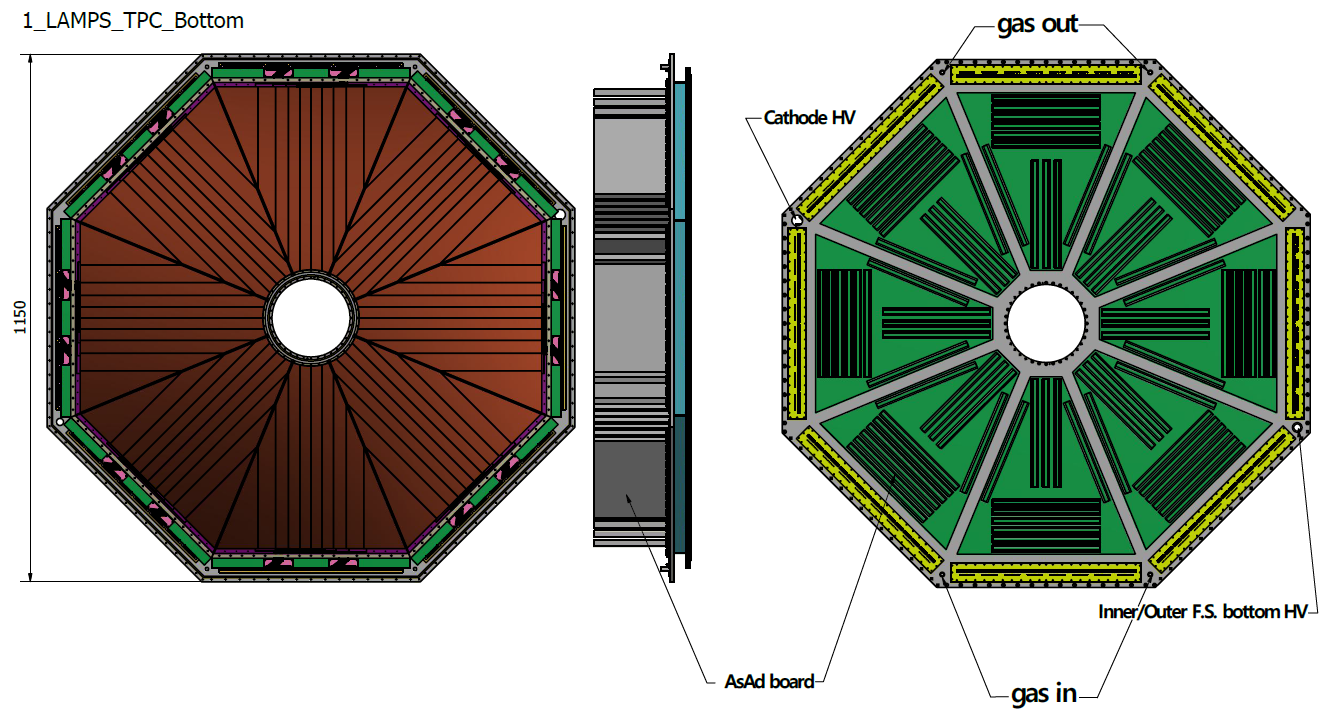 1_LAMPS_TPC_Bottom
gas out
Cathode HV
1150
Inner/Outer F.S. bottom HV
AsAd board
gas in